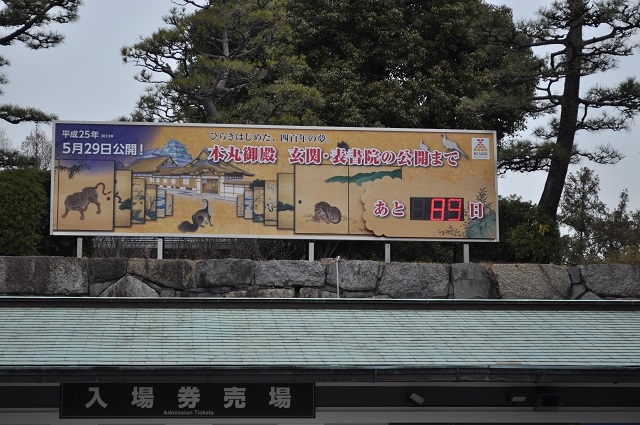 平成25年 2013年
5月29日公開!
ひらきはじめた、四百年の夢
本丸御殿 玄関・表書院の公開まで
あと 89 日
入場券売場
Admission Tickets